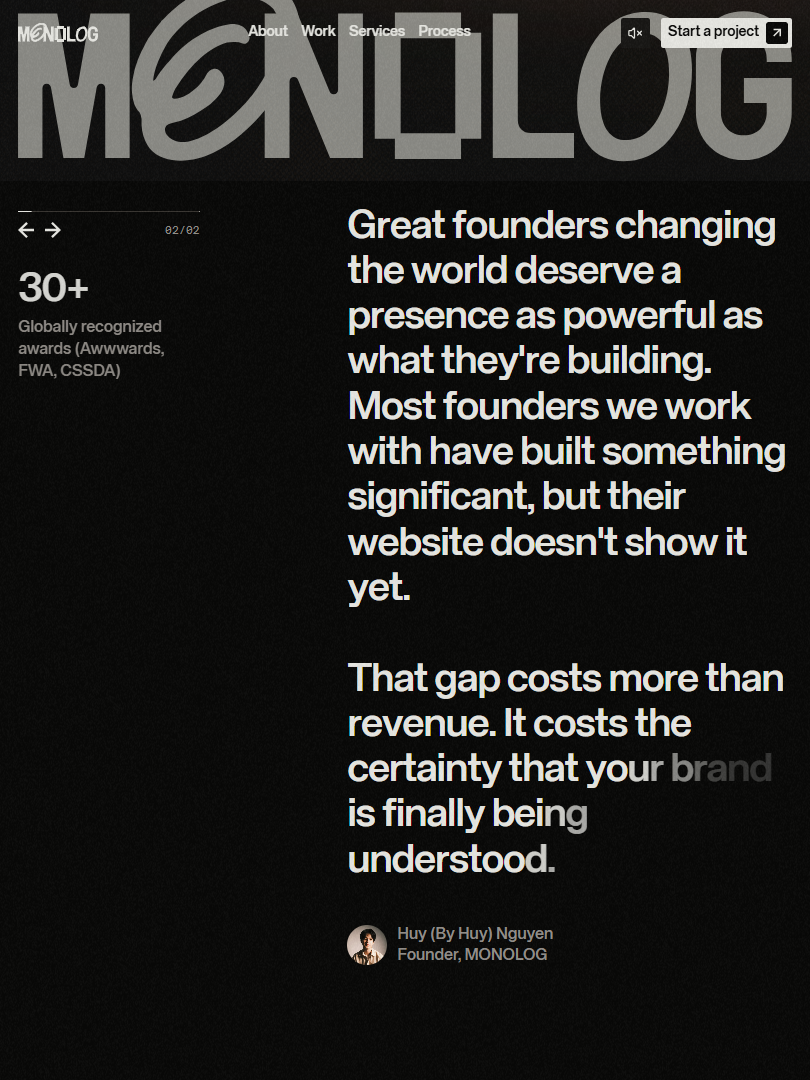 MONOLOG
About Work Services Process
Start a project
MONOLOG
02/02
30+
Globally recognized
awards (Awwwards,
FWA, CSSDA)
Great founders changing
the world deserve a
presence as powerful as
what they're building.
Most founders we work
with have built something
significant, but their
website doesn't show it
yet.
That gap costs more than
revenue. It costs the
certainty that your brand
is finally being
understood.
Huy (By Huy) Nguyen
Founder, MONOLOG